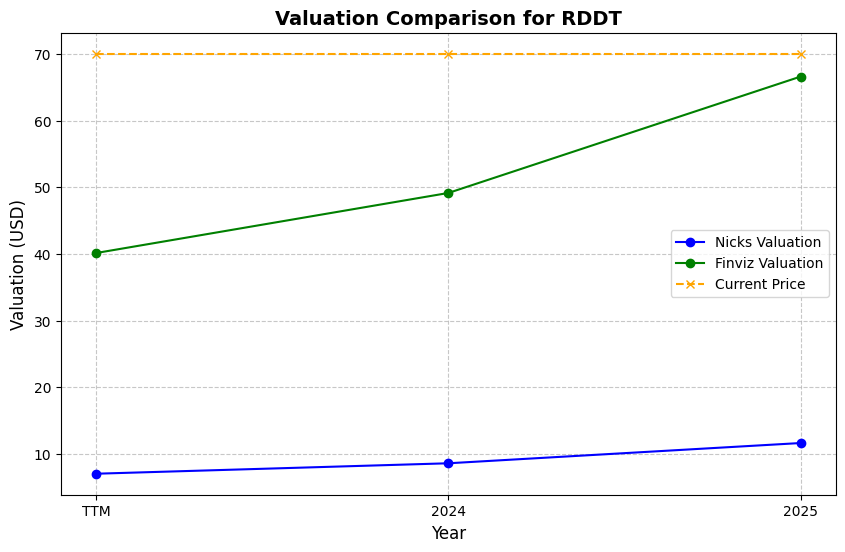 Valuation Comparison for RDDT
Valuation (USD)
70
60
50
40
30
20
10
Nicks Valuation
Finviz Valuation
Current Price
TTM
2024
2025
Year